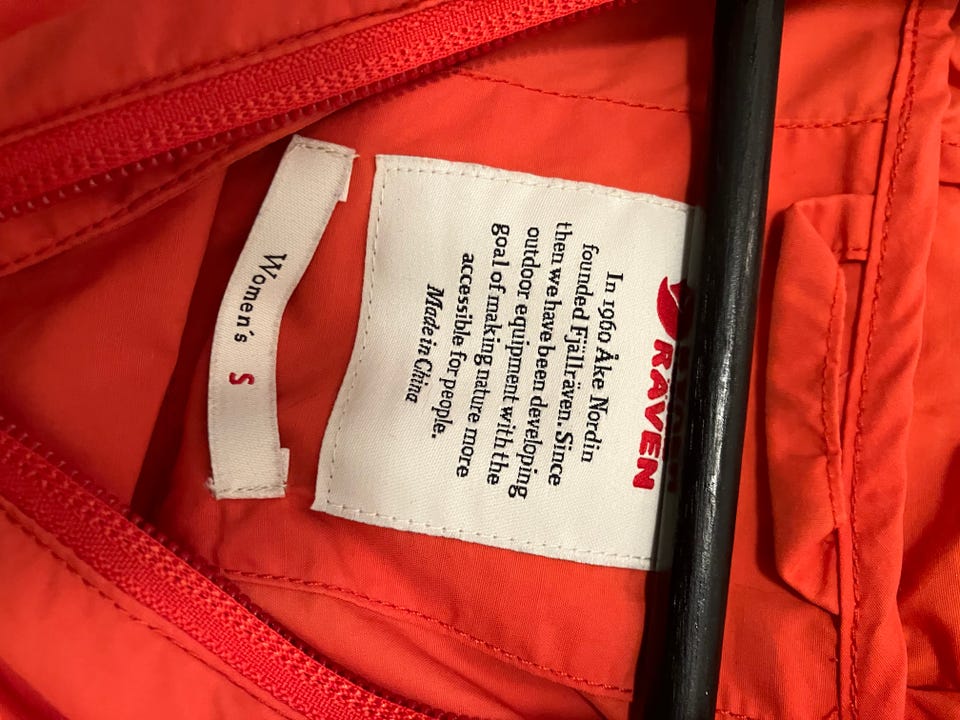 RÄVEN
In 1960 Åke Nordin
founded Fjällräven. Since
then we have been developing
outdoor equipment with the
goal of making nature more
accessible for people.
Made in China
Women's S